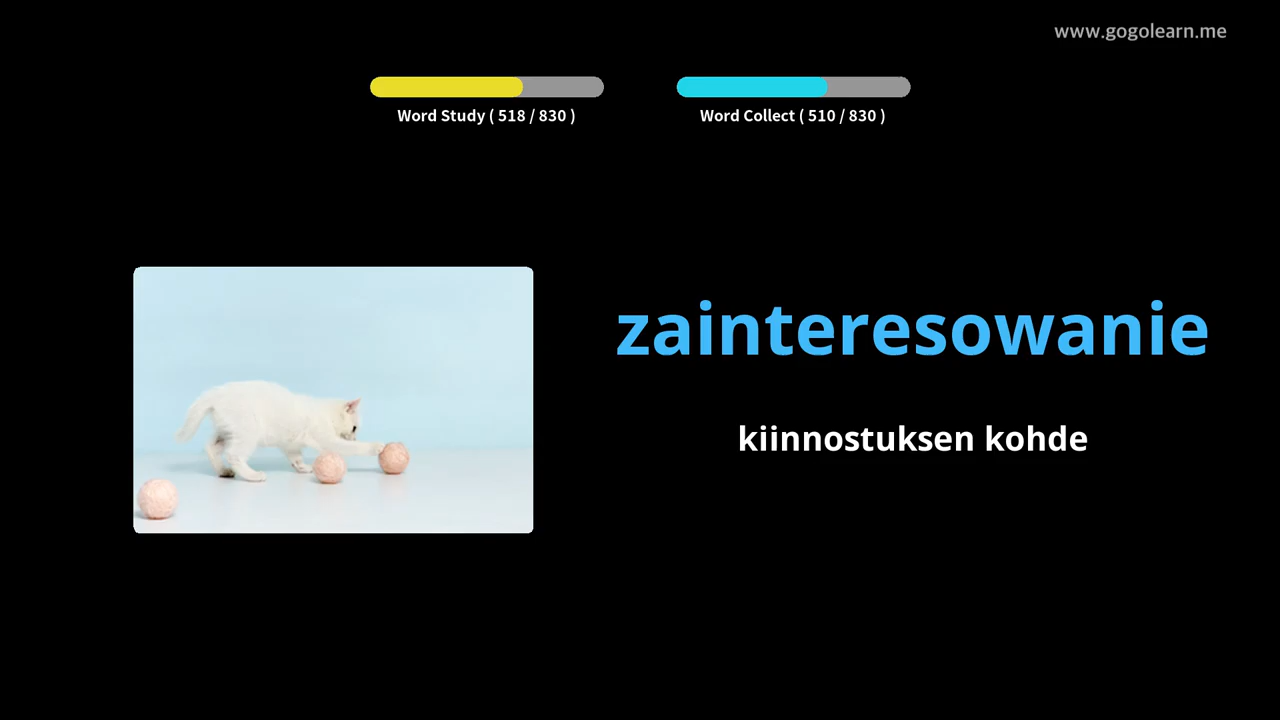 www.gogolearn.me
Word Study ( 518 / 830 )
Word Collect ( 510 / 830 )
zainteresowanie
kiinnostuksen kohde